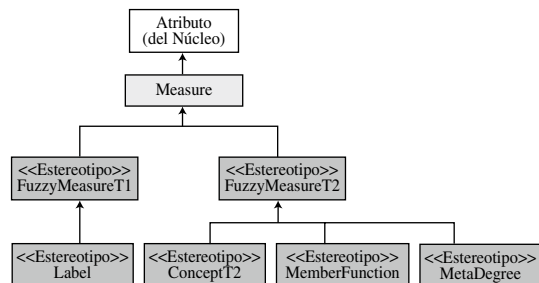 Atributo
(del Núcleo)
Measure
<<Estereotipo>>
FuzzyMeasureT1
<<Estereotipo>>
FuzzyMeasureT2
<<Estereotipo>>
Label
<<Estereotipo>>
ConceptT2
<<Estereotipo>>
MemberFunction
<<Estereotipo>>
MetaDegree